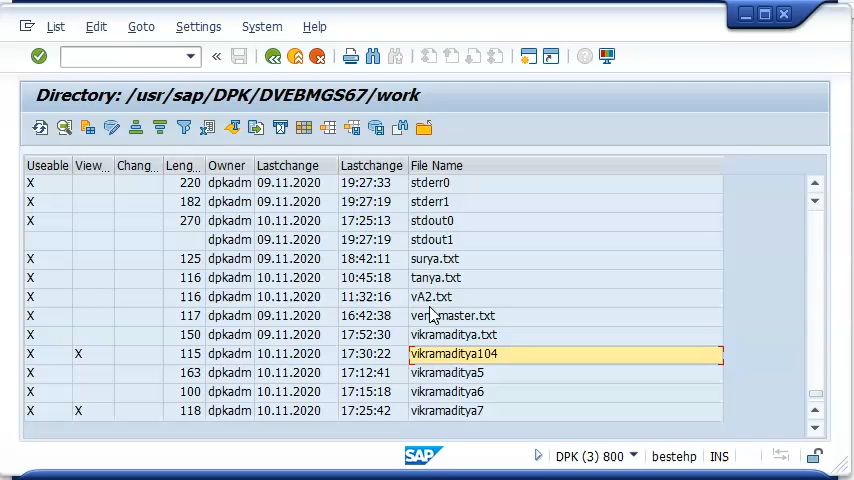 List Edit Goto Settings System Help
Directory: /usr/sap/DPK/DVEBMGS67/work
Useable View... Chang... Leng... Owner Lastchange Lastchange File Name
X 220 dpkadm 09.11.2020 19:27:33 stderr0
X 182 dpkadm 09.11.2020 19:27:19 stderr1
X 270 dpkadm 10.11.2020 17:25:13 stdout0
dpkadm 09.11.2020 19:27:19 stdout1
X 125 dpkadm 09.11.2020 18:42:11 surya.txt
X 116 dpkadm 10.11.2020 10:45:18 tanya.txt
X 116 dpkadm 10.11.2020 11:32:16 vA2.txt
X 117 dpkadm 09.11.2020 16:42:38
X 150 dpkadm 09.11.2020 17:52:30 vikramaditya.txt
X X 115 dpkadm 10.11.2020 17:30:22 vikramaditya104
X 163 dpkadm 10.11.2020 17:12:41 vikramaditya5
X 100 dpkadm 10.11.2020 17:15:18 vikramaditya6
X X 118 dpkadm 10.11.2020 17:25:42 vikramaditya7
SAP DPK (3) 800 bestehp INS